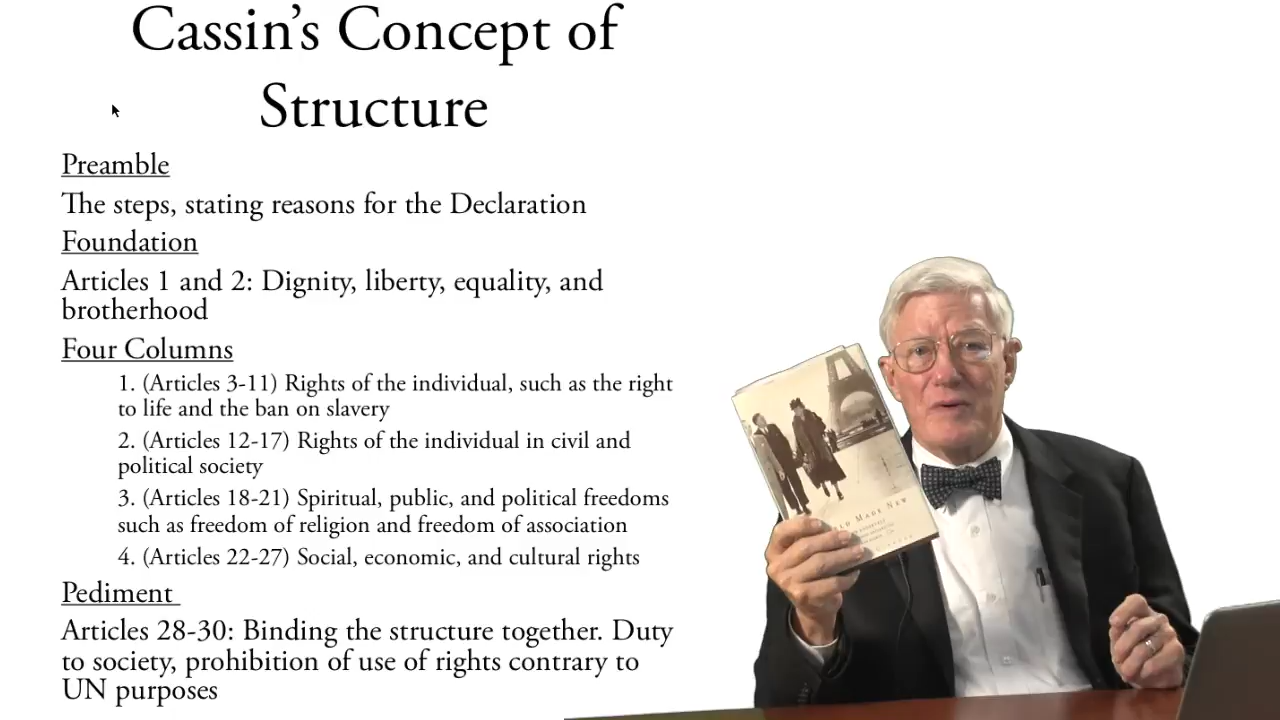 Cassin's Concept of
Structure
Preamble
The steps, stating reasons for the Declaration
Foundation
Articles 1 and 2: Dignity, liberty, equality, and
brotherhood
Four Columns
1. (Articles 3-11) Rights of the individual, such as the right
to life and the ban on slavery
2. (Articles 12-17) Rights of the individual in civil and
political society
3. (Articles 18-21) Spiritual, public, and political freedoms
such as freedom of religion and freedom of association
4. (Articles 22-27) Social, economic, and cultural rights
Pediment
Articles 28-30: Binding the structure together. Duty
to society, prohibition of use of rights contrary to
UN purposes
MADE NEW